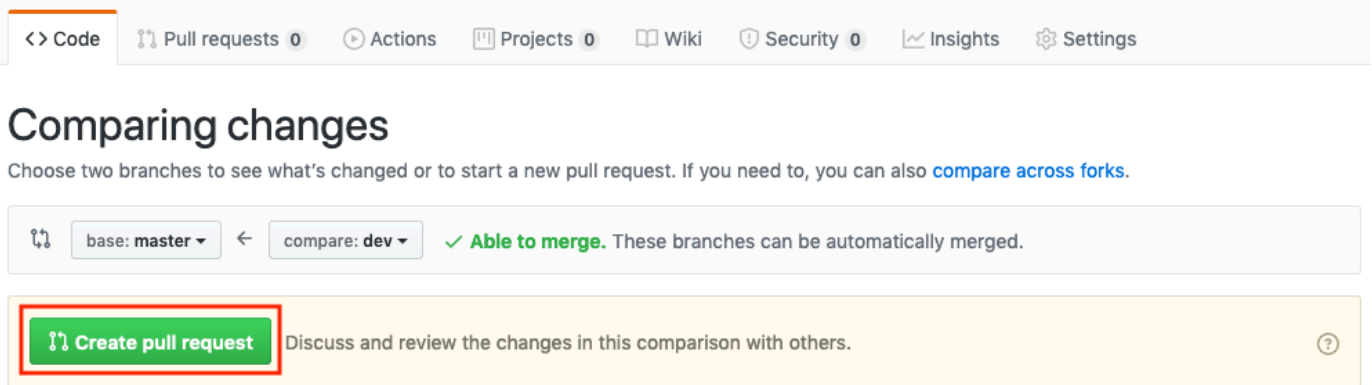 <> Code Pull requests 0 Actions Projects 0 Wiki Security 0 Insights Settings
Comparing changes
Choose two branches to see what's changed or to start a new pull request. If you need to, you can also compare across forks.
base: master ← compare: dev ✓ Able to merge. These branches can be automatically merged.
Create pull request Discuss and review the changes in this comparison with others. ?